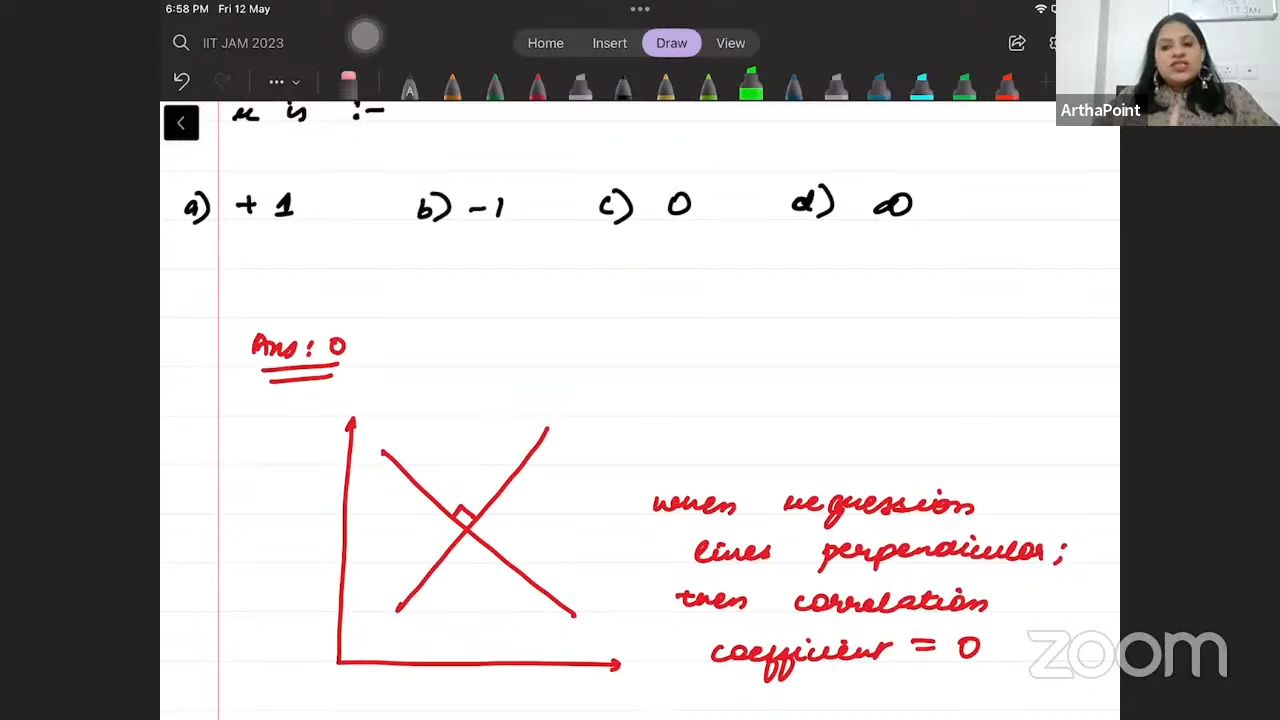 6:58 PM Fri 12 May
IIT JAM 2023
Home Insert Draw View
ArthaPoint
A
r is :-
a) + 1 b) -1 c) 0 d) ∞
Ans: 0
when regression
lines perpendicular;
then correlation
coefficient = 0
zoom